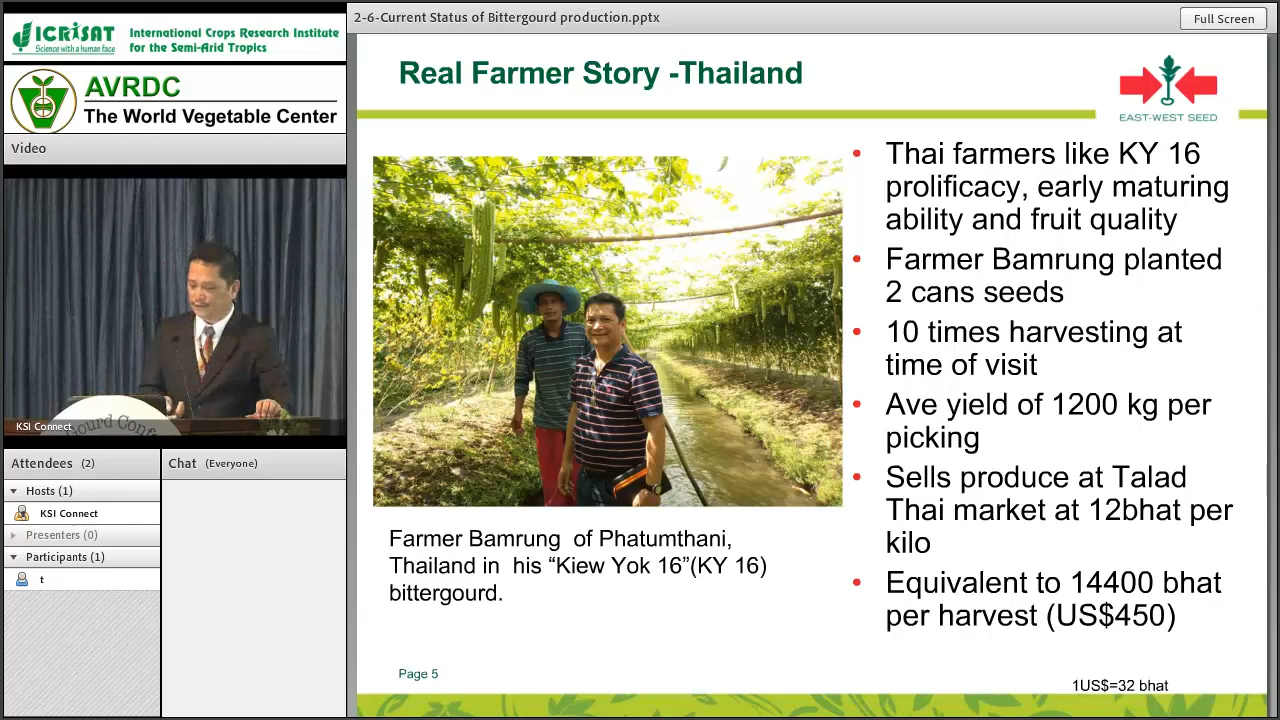 2-6-Current Status of Bittergourd production.pptx
Full Screen
ICRISAT
Science with a human face
International Crops Research Institute
for the Semi-Arid Tropics
AVRDC
The World Vegetable Center
Video
KSI Connect
Gourd Conf
Attendees (2)
Hosts (1)
KSI Connect
Presenters (0)
Participants (1)
t
Chat (Everyone)
Real Farmer Story -Thailand
EAST-WEST SEED
Farmer Bamrung of Phatumthani,
Thailand in his “Kiew Yok 16”(KY 16)
bittergourd.
• Thai farmers like KY 16
prolificacy, early maturing
ability and fruit quality
• Farmer Bamrung planted
2 cans seeds
• 10 times harvesting at
time of visit
• Ave yield of 1200 kg per
picking
• Sells produce at Talad
Thai market at 12bhat per
kilo
• Equivalent to 14400 bhat
per harvest (US$450)
Page 5
1US$=32 bhat